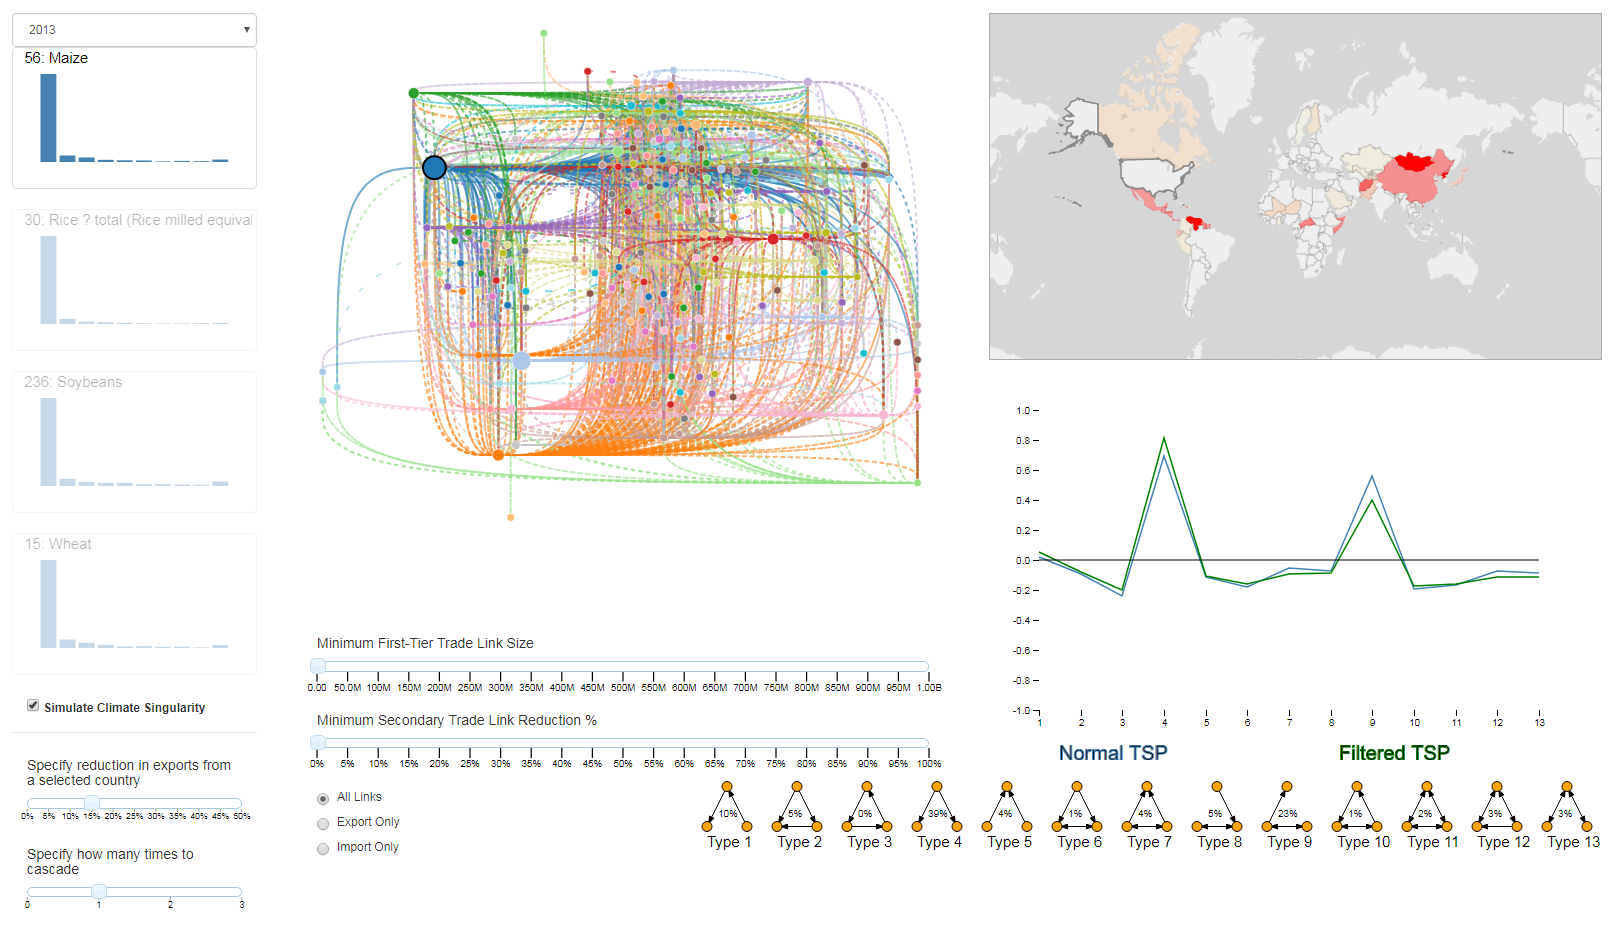 2013
56: Maize
30: Rice ? total (Rice milled equival
236: Soybeans
15: Wheat
Simulate Climate Singularity
Specify reduction in exports from
a selected country
0% 5% 10% 15% 20% 25% 30% 35% 40% 45% 50%
Specify how many times to
cascade
0 1 2 3
Minimum First-Tier Trade Link Size
0.00 50.0M 100M 150M 200M 250M 300M 350M 400M 450M 500M 550M 600M 650M 700M 750M 800M 850M 900M 950M 1.00B
Minimum Secondary Trade Link Reduction %
0% 5% 10% 15% 20% 25% 30% 35% 40% 45% 50% 55% 60% 65% 70% 75% 80% 85% 90% 95% 100%
All Links
Export Only
Import Only
1.0
0.8
0.6
0.4
0.2
0.0
-0.2
-0.4
-0.6
-0.8
-1.0
1 2 3 4 5 6 7 8 9 10 11 12 13
Normal TSP Filtered TSP
10% 5% 0% 39% 4% 1% 4% 5% 23% 1% 2% 3% 3%
Type 1 Type 2 Type 3 Type 4 Type 5 Type 6 Type 7 Type 8 Type 9 Type 10 Type 11 Type 12 Type 13